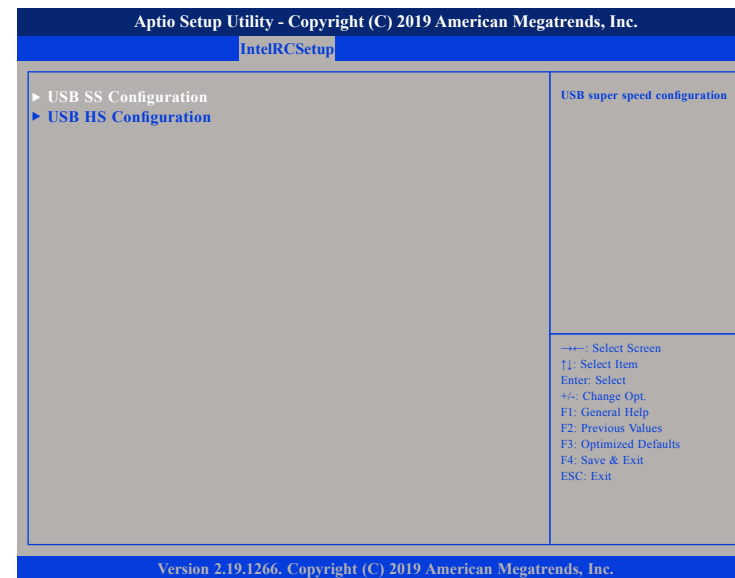 Aptio Setup Utility - Copyright (C) 2019 American Megatrends, Inc.
IntelRCSetup
► USB SS Configuration
► USB HS Configuration
USB super speed configuration
→←: Select Screen
↑↓: Select Item
Enter: Select
+/-: Change Opt.
F1: General Help
F2: Previous Values
F3: Optimized Defaults
F4: Save & Exit
ESC: Exit
Version 2.19.1266. Copyright (C) 2019 American Megatrends, Inc.